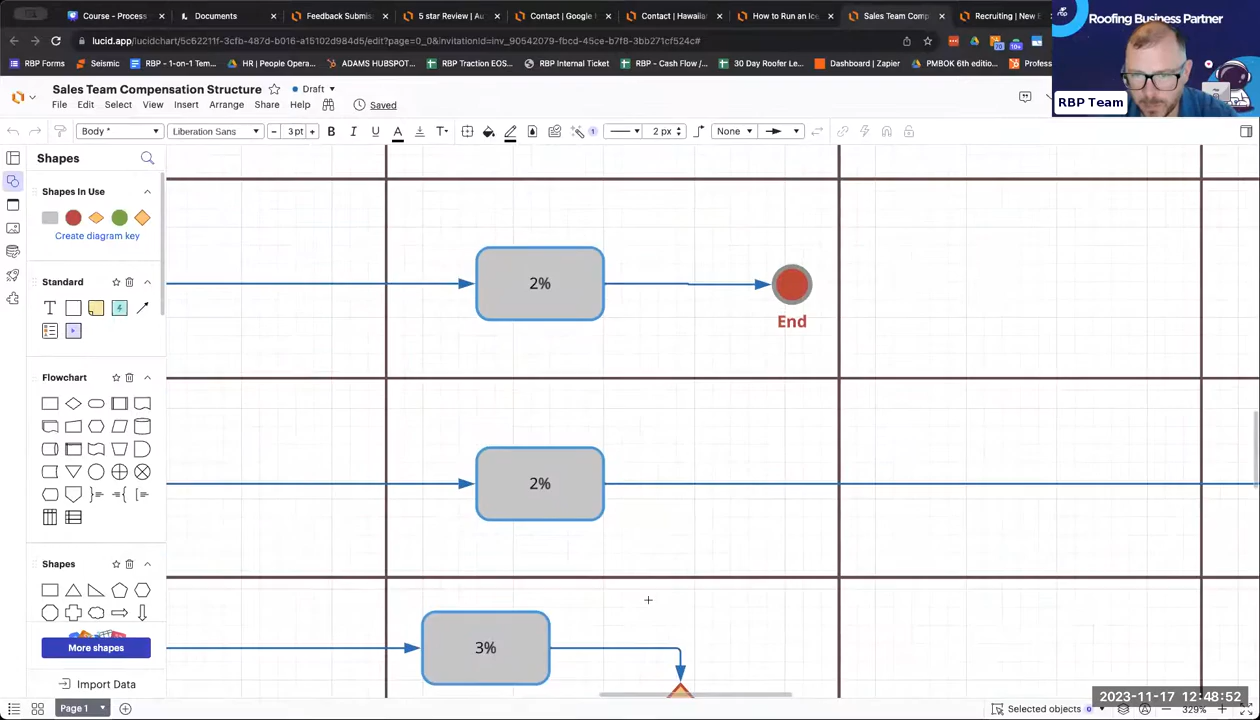 Course - Process
Documents
Feedback Submis
5 star Review | Au
Contact | Google
Contact | Hawaiia
How to Run an Ice
Sales Team Comp
Recruiting | New E
Roofing Business Partner
lucid.app/lucidchart/5c62211f-3cfb-487d-b016-a15102d984d5/edit?page=0_0&invitationId=inv_90542079-fbcd-45ce-b7f8-3bb271cf524c#
RBP Forms
Seismic
RBP - 1-on-1 Tem...
HR | People Opera...
ADAMS HUBSPOT...
RBP Traction EOS...
RBP Internal Ticket
RBP - Cash Flow /...
30 Day Roofer Le...
Dashboard | Zapier
PMBOK 6th editio...
Profess
RBP Team
Sales Team Compensation Structure
Draft
File Edit Select View Insert Arrange Share Help
Saved
Body *
Liberation Sans
3 pt
B I U A T
1
2 px
None
Shapes
Shapes In Use
Create diagram key
Standard
T
Flowchart
Shapes
More shapes
Import Data
2%
End
2%
3%
2023-11-17 12:48:52
Page 1
Selected objects 0
329%